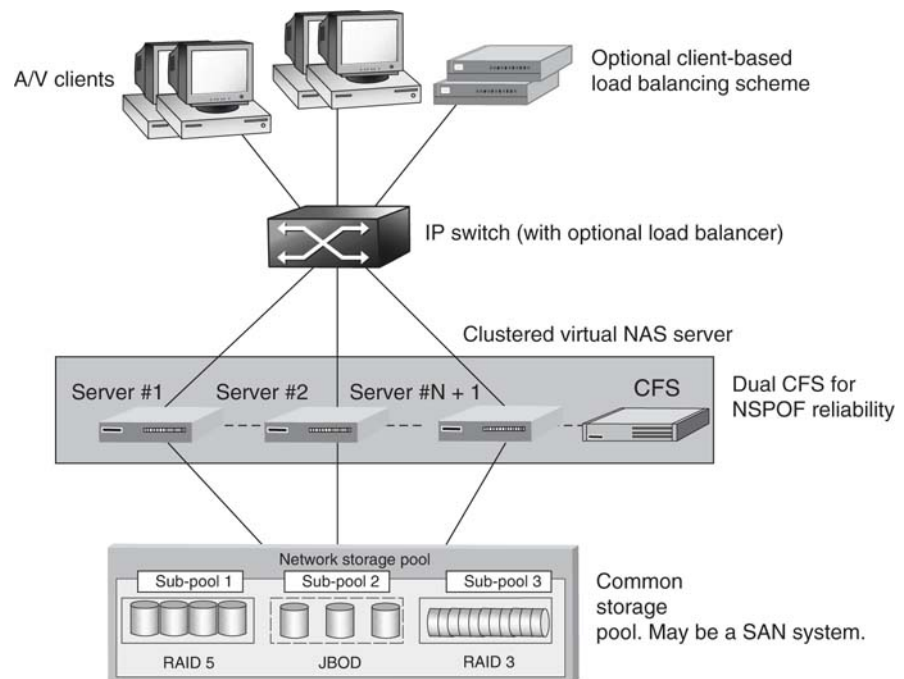 A/V clients
Optional client-based
load balancing scheme
IP switch (with optional load balancer)
Clustered virtual NAS server
Server #1
Server #2
Server #N + 1
CFS
Dual CFS for
NSPOF reliability
Network storage pool
Sub-pool 1
Sub-pool 2
Sub-pool 3
RAID 5
JBOD
RAID 3
Common
storage
pool. May be a SAN system.